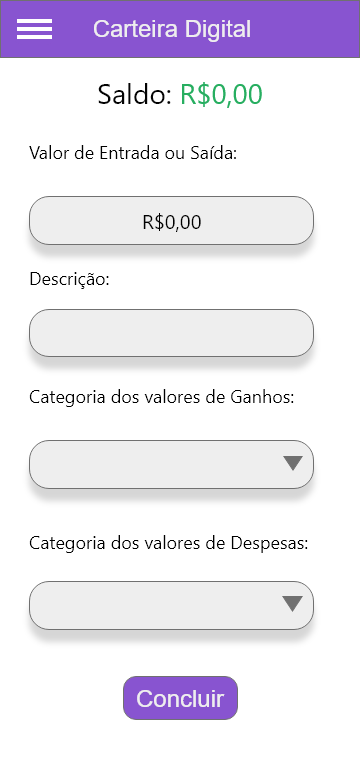 Carteira Digital
Saldo: R$0,00
Valor de Entrada ou Saída:
R$0,00
Descrição:
Categoria dos valores de Ganhos:
Categoria dos valores de Despesas:
Concluir